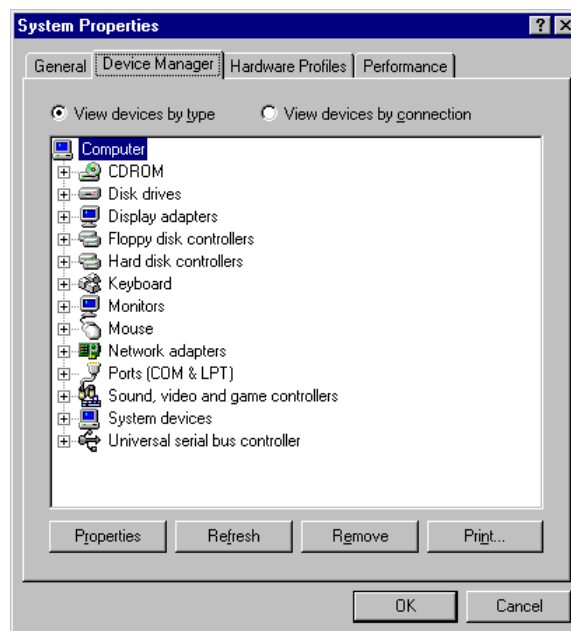 System Properties
General Device Manager Hardware Profiles Performance
View devices by type View devices by connection
Computer
CDROM
Disk drives
Display adapters
Floppy disk controllers
Hard disk controllers
Keyboard
Monitors
Mouse
Network adapters
Ports (COM & LPT)
Sound, video and game controllers
System devices
Universal serial bus controller
Properties Refresh Remove Print...
OK Cancel